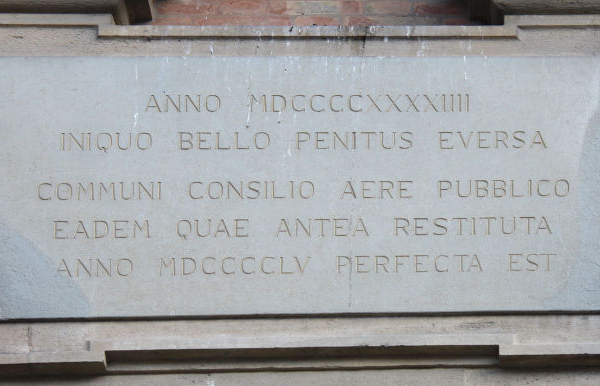 ANNO MDCCCCXXXXIIII
INIQUO BELLO PENITUS EVERSA
COMMUNI CONSILIO AERE PUBBLICO
EADEM QUAE ANTEA RESTITUTA
ANNO MDCCCCLV PERFECTA EST